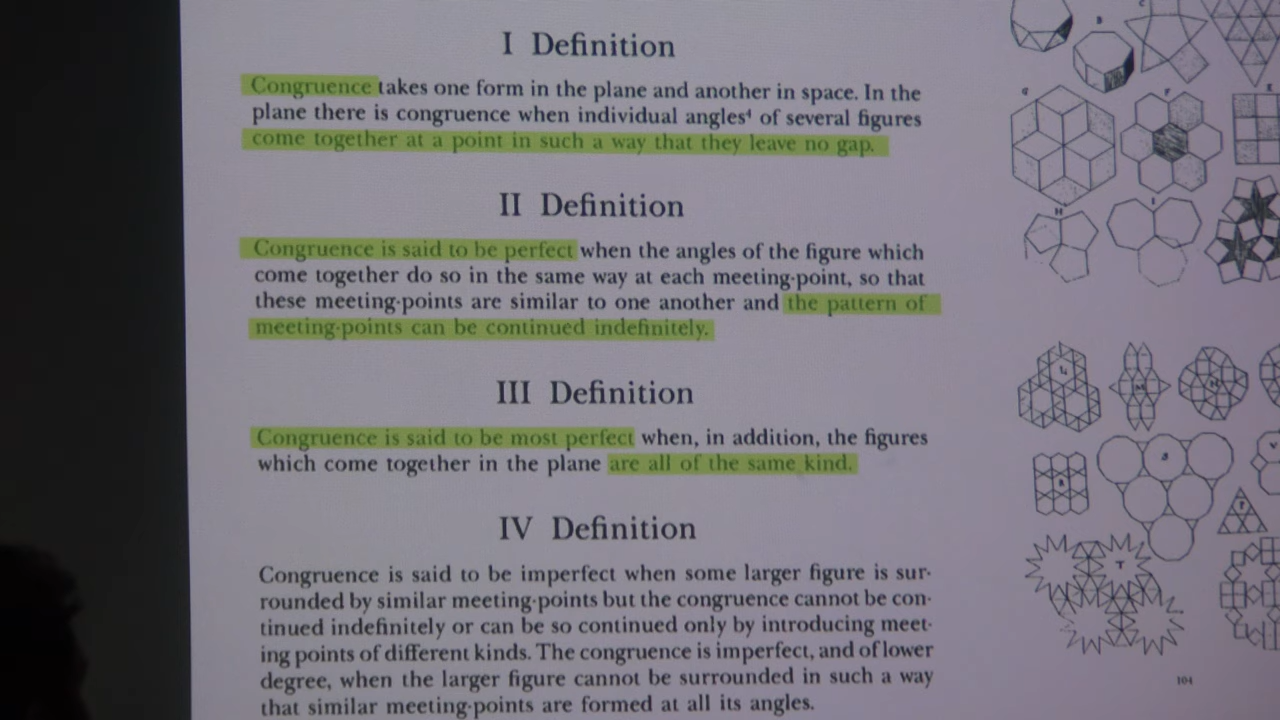 I Definition
Congruence takes one form in the plane and another in space. In the
plane there is congruence when individual angles⁴ of several figures
come together at a point in such a way that they leave no gap.
II Definition
Congruence is said to be perfect when the angles of the figure which
come together do so in the same way at each meeting-point, so that
these meeting-points are similar to one another and the pattern of
meeting-points can be continued indefinitely.
III Definition
Congruence is said to be most perfect when, in addition, the figures
which come together in the plane are all of the same kind.
IV Definition
Congruence is said to be imperfect when some larger figure is sur-
rounded by similar meeting-points but the congruence cannot be con-
tinued indefinitely or can be so continued only by introducing meet-
ing points of different kinds. The congruence is imperfect, and of lower
degree, when the larger figure cannot be surrounded in such a way
that similar meeting-points are formed at all its angles.
F
H
I
L
M
R
S
T
104